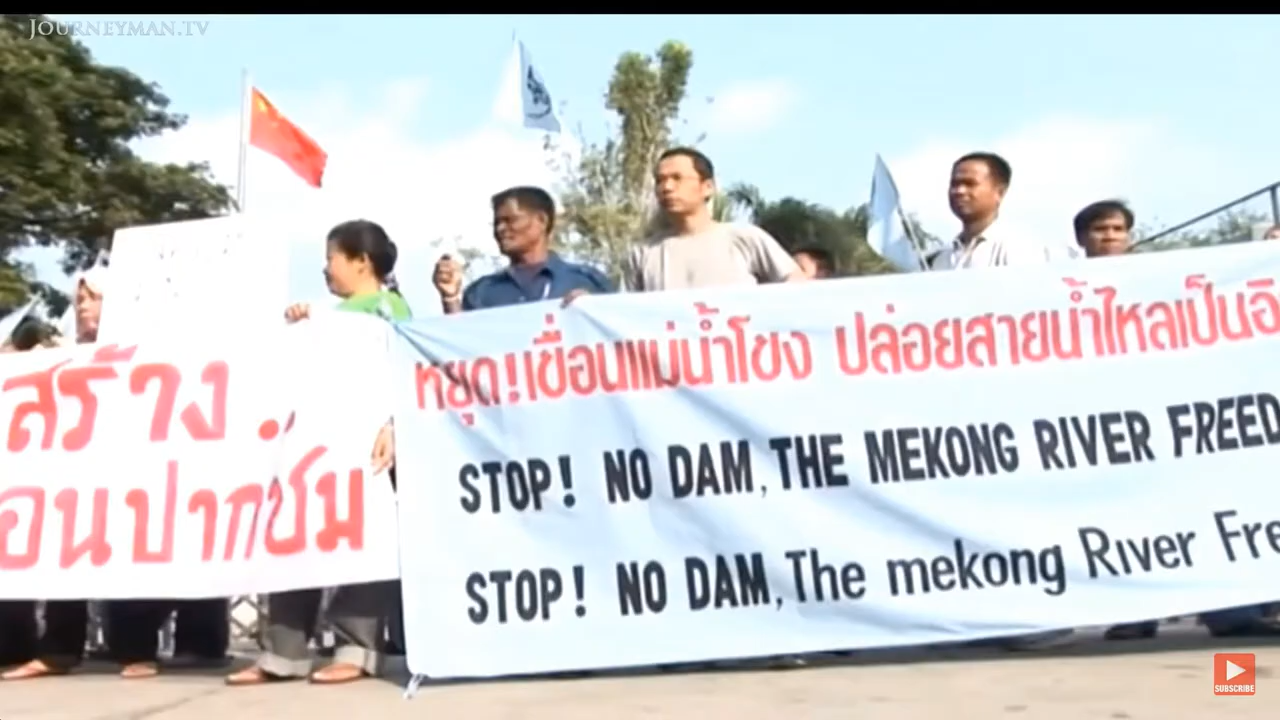 JOURNEYMAN.TV
สร้าง
อนปากชม
หยุด!เขื่อนแม่น้ำโขง ปล่อยสายน้ำไหลเป็นอิ
STOP! NO DAM, THE MEKONG RIVER FREED
STOP! NO DAM, The mekong River Fre
SUBSCRIBE